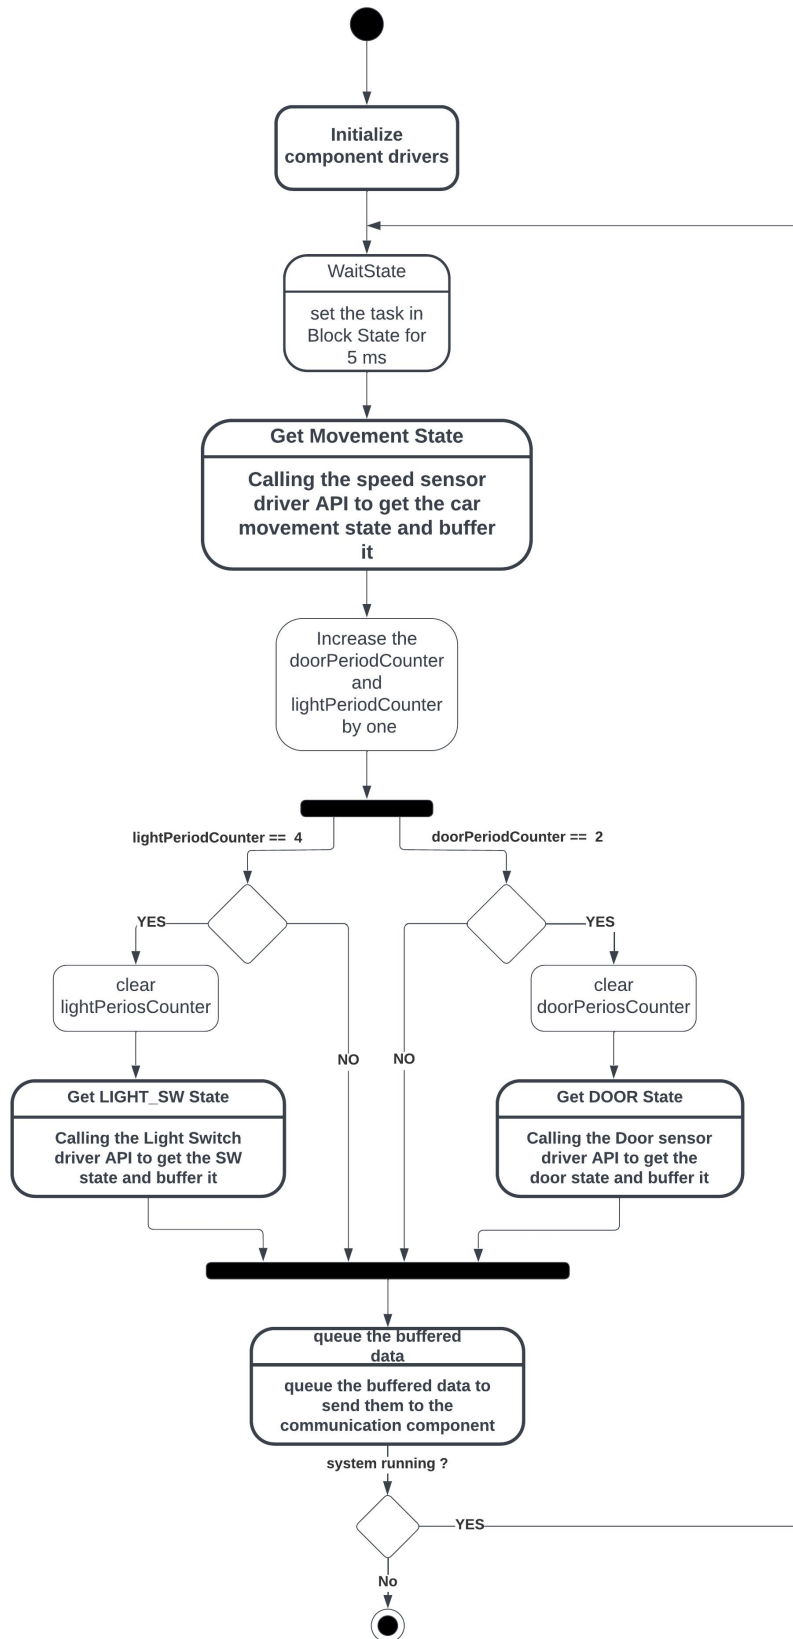 Initialize
component drivers
WaitState
set the task in
Block State for
5 ms
Get Movement State
Calling the speed sensor
driver API to get the car
movement state and buffer
it
Increase the
doorPeriodCounter
and
lightPeriodCounter
by one
lightPeriodCounter == 4
doorPeriodCounter == 2
YES
YES
clear
lightPeriosCounter
clear
doorPeriosCounter
NO
NO
Get LIGHT_SW State
Calling the Light Switch
driver API to get the SW
state and buffer it
Get DOOR State
Calling the Door sensor
driver API to get the
door state and buffer it
queue the buffered
data
queue the buffered data to
send them to the
communication component
system running ?
YES
No